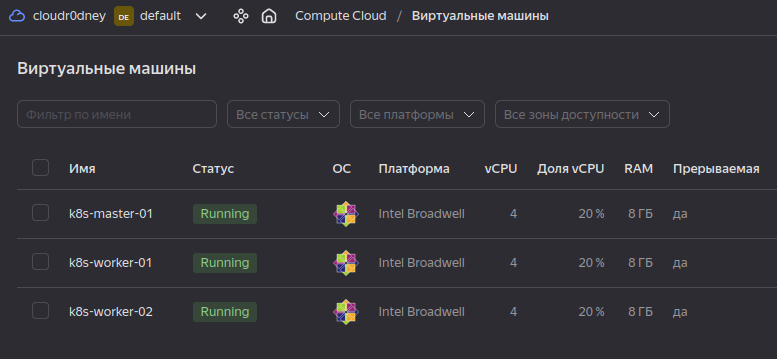 cloudr0dney DE default Compute Cloud / Виртуальные машины
Виртуальные машины
Фильтр по имени Все статусы Все платформы Все зоны доступности
Имя Статус ОС Платформа vCPU Доля vCPU RAM Прерываемая
k8s-master-01 Running Intel Broadwell 4 20 % 8 ГБ да
k8s-worker-01 Running Intel Broadwell 4 20 % 8 ГБ да
k8s-worker-02 Running Intel Broadwell 4 20 % 8 ГБ да